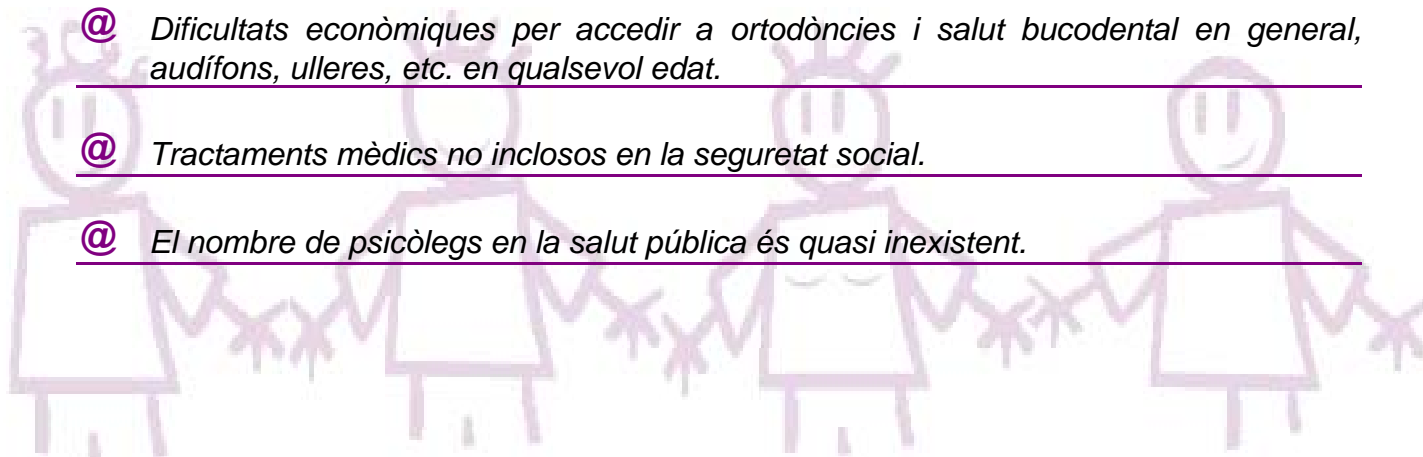 @ Dificultats econòmiques per accedir a ortodòncies i salut bucodental en general,
audífons, ulleres, etc. en qualsevol edat.
@ Tractaments mèdics no inclosos en la seguretat social.
@ El nombre de psicòlegs en la salut pública és quasi inexistent.